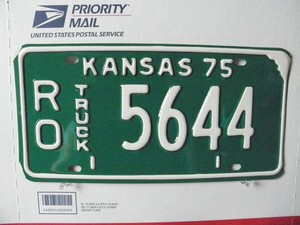 PRIORITY
MAIL
UNITED STATES POSTAL SERVICE
KANSAS 75
RO TRUCK 5644